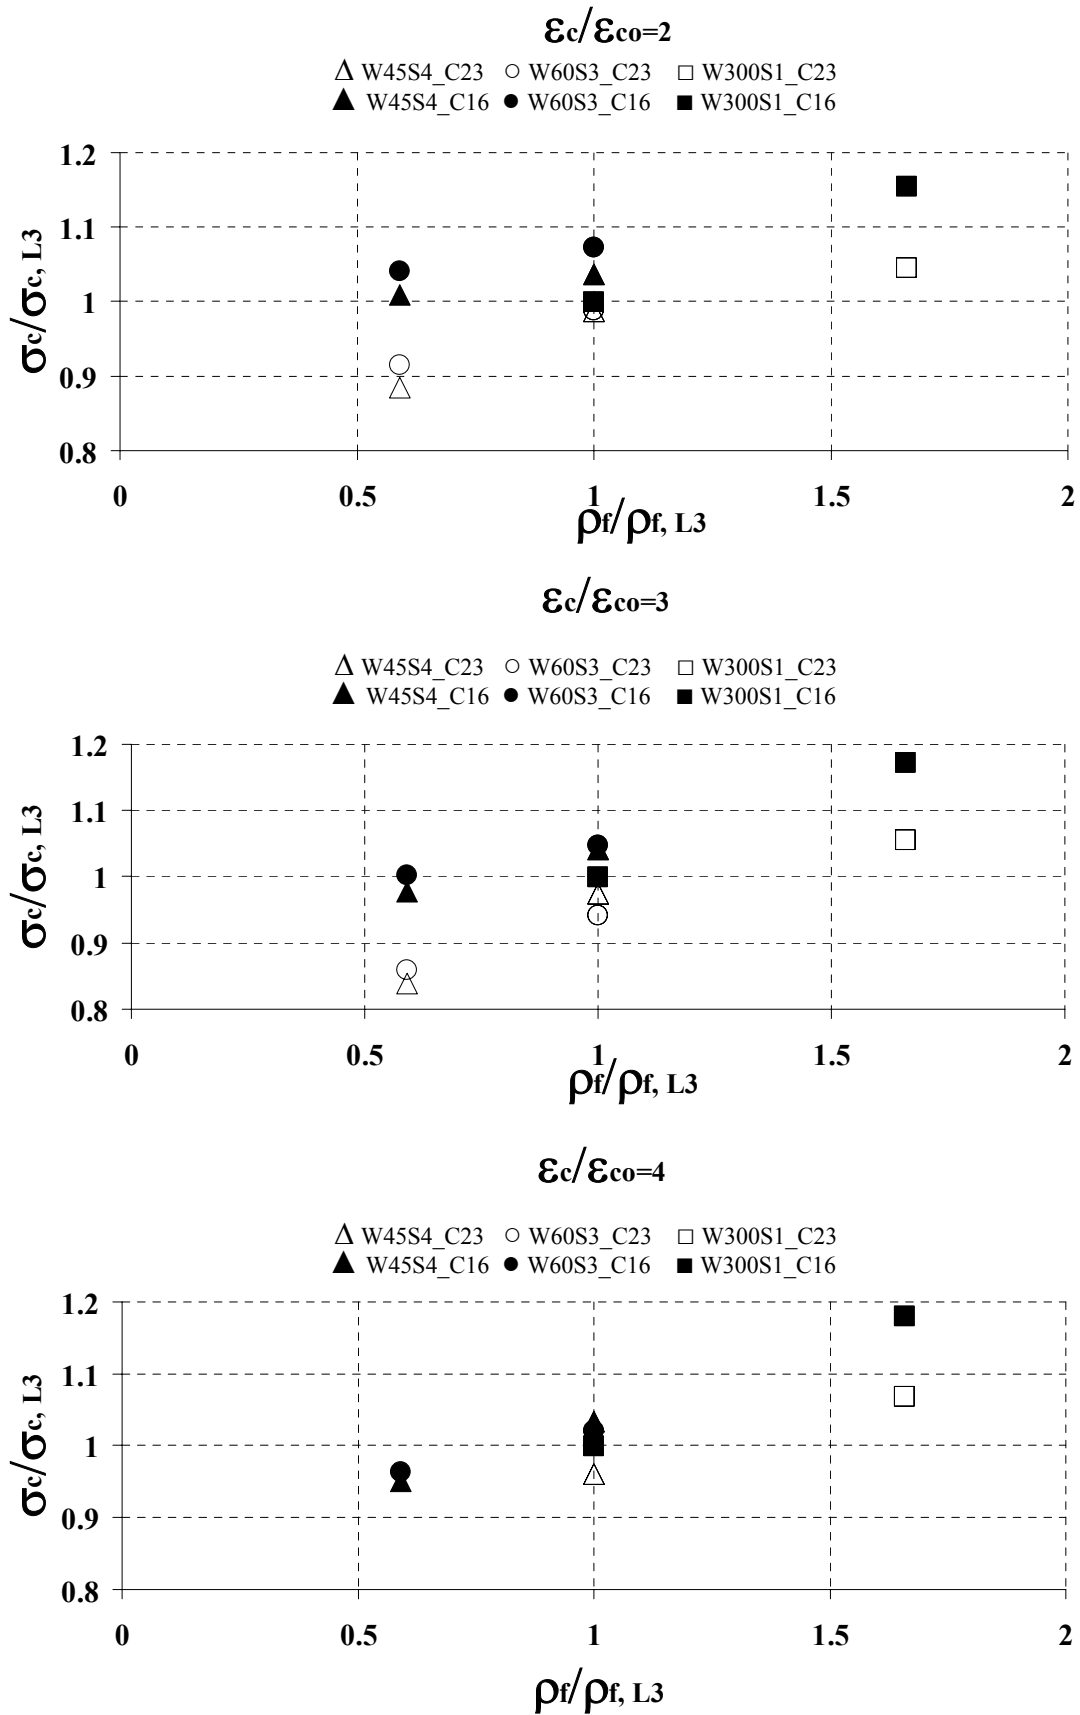 εc/εco=2
W45S4_C23 W60S3_C23 W300S1_C23
W45S4_C16 W60S3_C16 W300S1_C16
1.2
1.1
1
0.9
0.8
σc/σc, L3
0 0.5 1 1.5 2
ρf/ρf, L3
εc/εco=3
W45S4_C23 W60S3_C23 W300S1_C23
W45S4_C16 W60S3_C16 W300S1_C16
1.2
1.1
1
0.9
0.8
σc/σc, L3
0 0.5 1 1.5 2
ρf/ρf, L3
εc/εco=4
W45S4_C23 W60S3_C23 W300S1_C23
W45S4_C16 W60S3_C16 W300S1_C16
1.2
1.1
1
0.9
0.8
σc/σc, L3
0 0.5 1 1.5 2
ρf/ρf, L3